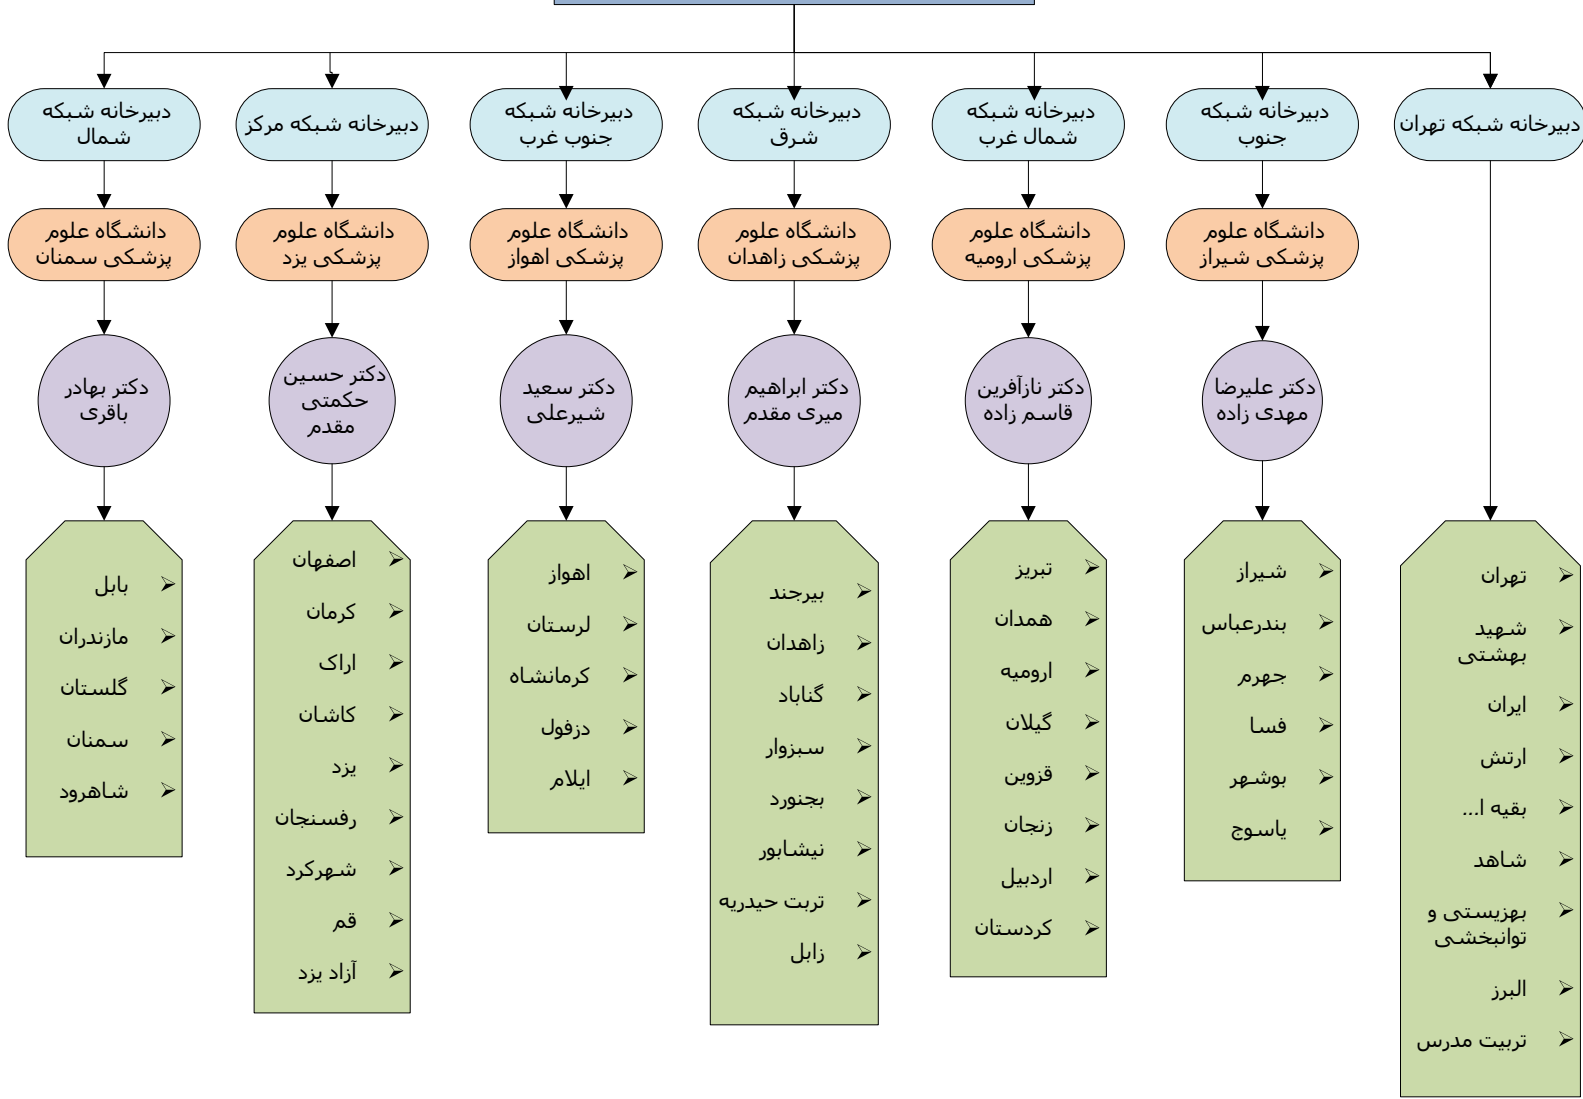 دبیرخانه شبکه تهران
تهران
شهید
بهشتی
ایران
ارتش
بقیه ا...
شاهد
بهزیستی و
توانبخشی
البرز
تربیت مدرس
دبیرخانه شبکه
جنوب
دانشگاه علوم
پزشکی شیراز
دکتر علیرضا
مهدی زاده
شیراز
بندرعباس
جهرم
فسا
بوشهر
یاسوج
دبیرخانه شبکه
شمال غرب
دانشگاه علوم
پزشکی ارومیه
دکتر نازآفرین
قاسم زاده
تبریز
همدان
ارومیه
گیلان
قزوین
زنجان
اردبیل
کردستان
دبیرخانه شبکه
شرق
دانشگاه علوم
پزشکی زاهدان
دکتر ابراهیم
میری مقدم
بیرجند
زاهدان
گناباد
سبزوار
بجنورد
نیشابور
تربت حیدریه
زابل
دبیرخانه شبکه
جنوب غرب
دانشگاه علوم
پزشکی اهواز
دکتر سعید
شیرعلی
اهواز
لرستان
کرمانشاه
دزفول
ایلام
دبیرخانه شبکه مرکز
دانشگاه علوم
پزشکی یزد
دکتر حسین
حکمتی
مقدم
اصفهان
کرمان
اراک
کاشان
یزد
رفسنجان
شهرکرد
قم
آزاد یزد
دبیرخانه شبکه
شمال
دانشگاه علوم
پزشکی سمنان
دکتر بهادر
باقری
بابل
مازندران
گلستان
سمنان
شاهرود